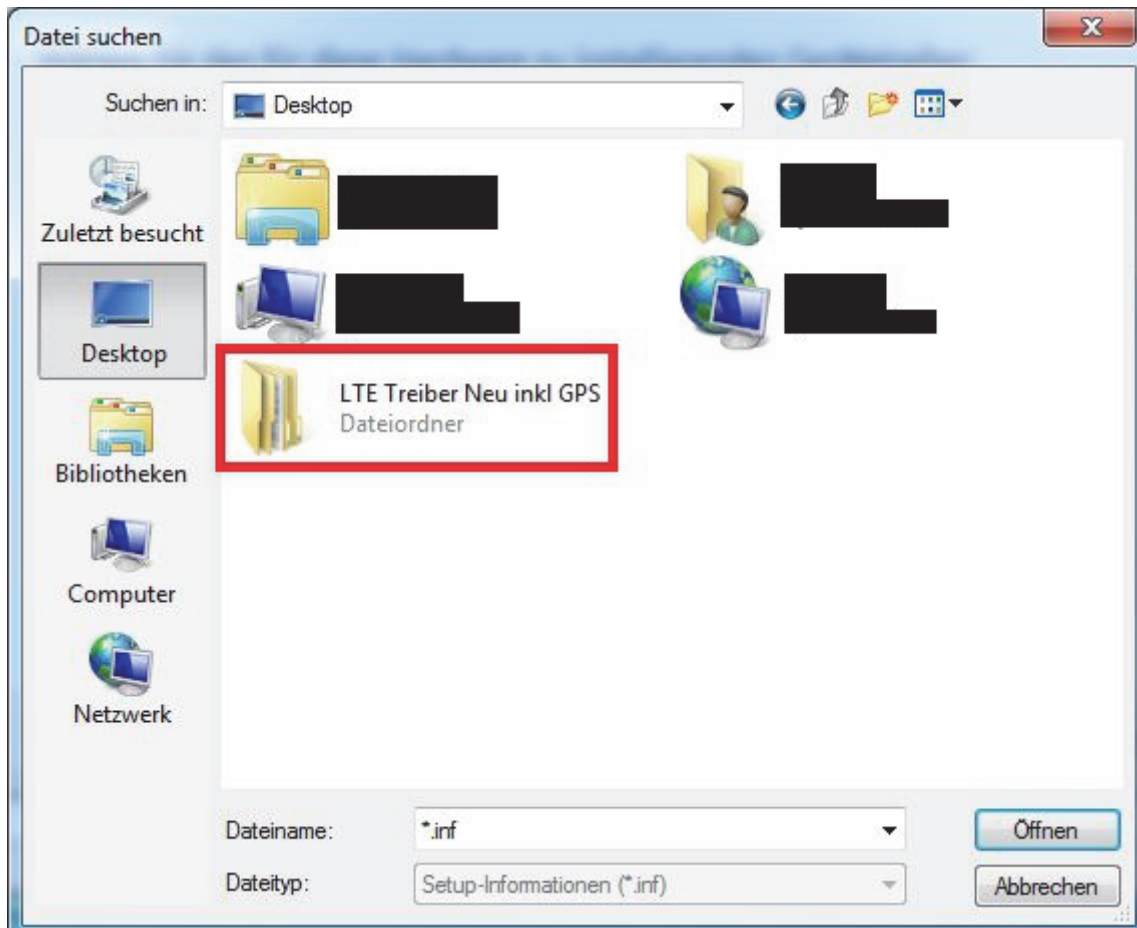 Datei suchen
Suchen in:
Desktop
Zuletzt besucht
Desktop
Bibliotheken
Computer
Netzwerk
LTE Treiber Neu inkl GPS
Dateiordner
Dateiname:
*.inf
Öffnen
Dateityp:
Setup-Informationen (*.inf)
Abbrechen